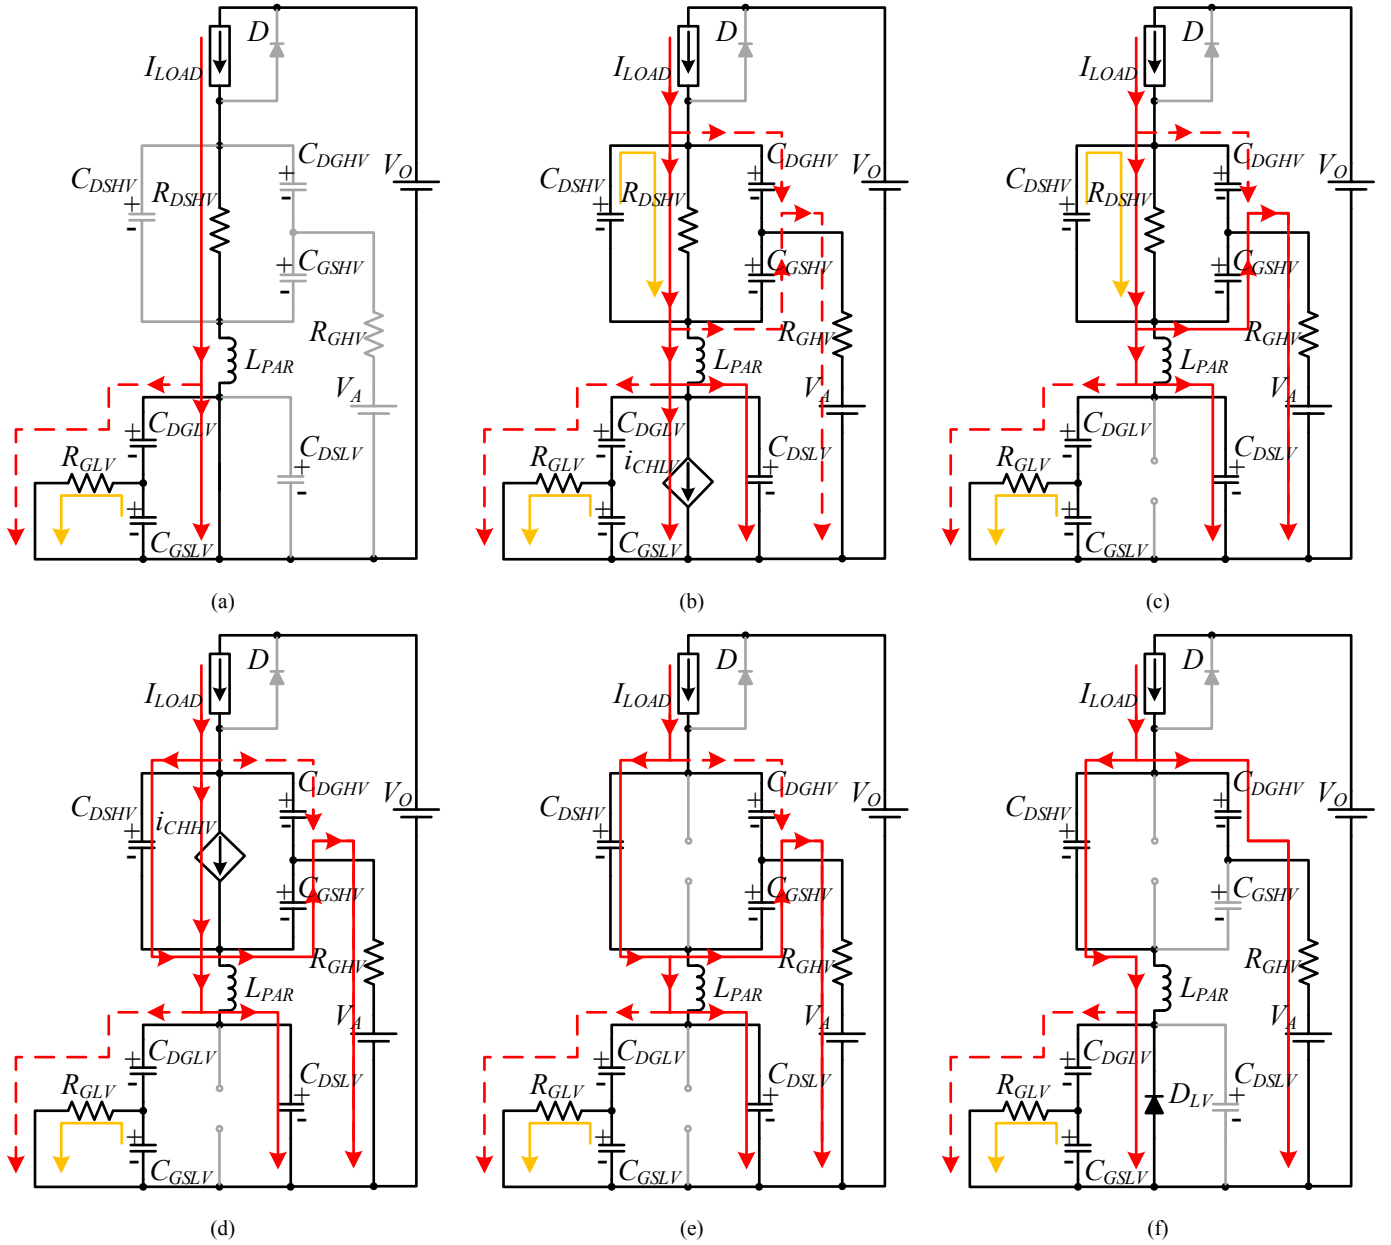 D
I_LOAD
C_DGHV
V_O
C_DSHV
R_DSHV
+
-
C_GSHV
R_GHV
L_PAR
V_A
C_DGLV
C_DSLV
R_GLV
C_GSLV
(a)
D
I_LOAD
C_DGHV
V_O
C_DSHV
R_DSHV
+
-
C_GSHV
R_GHV
L_PAR
V_A
C_DGLV
C_DSLV
R_GLV
i_CHLV
C_GSLV
(b)
D
I_LOAD
C_DGHV
V_O
C_DSHV
R_DSHV
+
-
C_GSHV
R_GHV
L_PAR
V_A
C_DGLV
C_DSLV
R_GLV
C_GSLV
(c)
D
I_LOAD
C_DGHV
V_O
C_DSHV
i_CHHV
+
-
C_GSHV
R_GHV
L_PAR
V_A
C_DGLV
C_DSLV
R_GLV
C_GSLV
(d)
D
I_LOAD
C_DGHV
V_O
C_DSHV
+
-
C_GSHV
R_GHV
L_PAR
V_A
C_DGLV
C_DSLV
R_GLV
C_GSLV
(e)
D
I_LOAD
C_DGHV
V_O
C_DSHV
+
-
C_GSHV
R_GHV
L_PAR
V_A
C_DGLV
C_DSLV
R_GLV
D_LV
C_GSLV
(f)